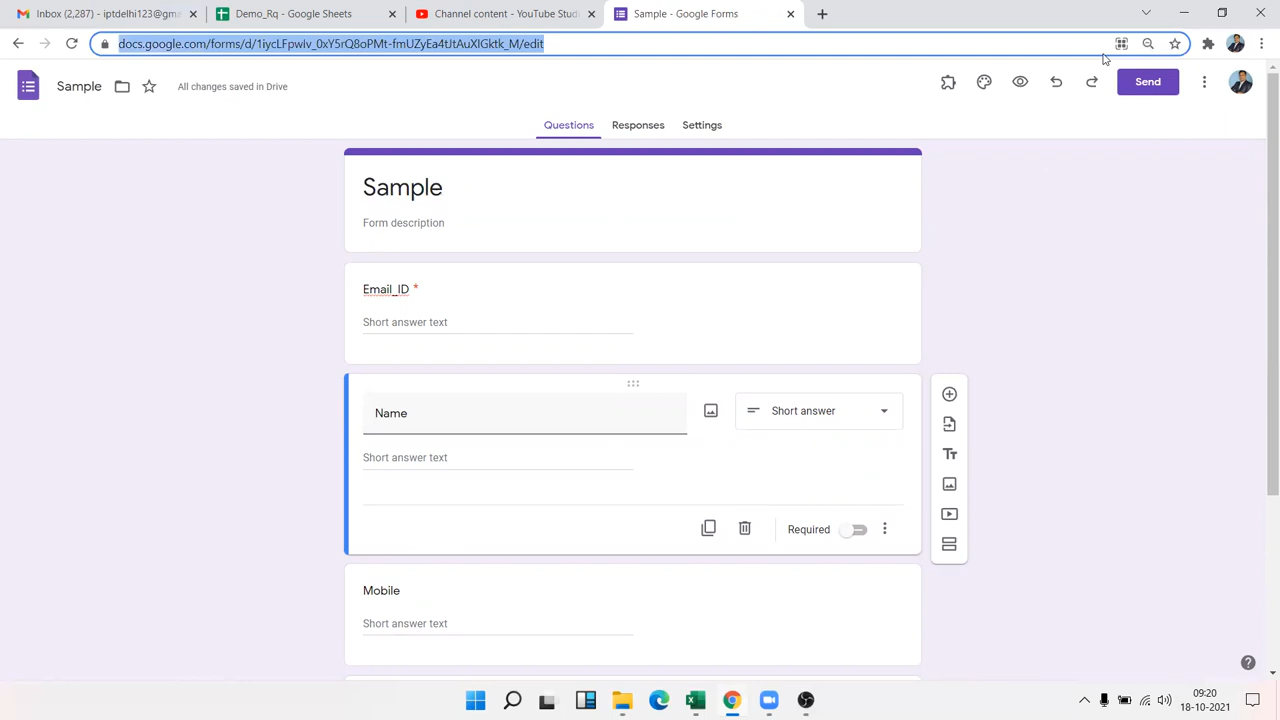 Inbox (2,287) - iptdelhi123@gm
Demo_Rq - Google Sheets
Channel content - YouTube Stud
Sample - Google Forms
docs.google.com/forms/d/1iycLFpwiv_0xY5rQ8oPMt-fmUZyEa4tJtAuXlGktk_M/edit
Sample
All changes saved in Drive
Send
Questions
Responses
Settings
Sample
Form description
Email_ID *
Short answer text
Name
Short answer
Short answer text
Required
Mobile
Short answer text
09:20
18-10-2021